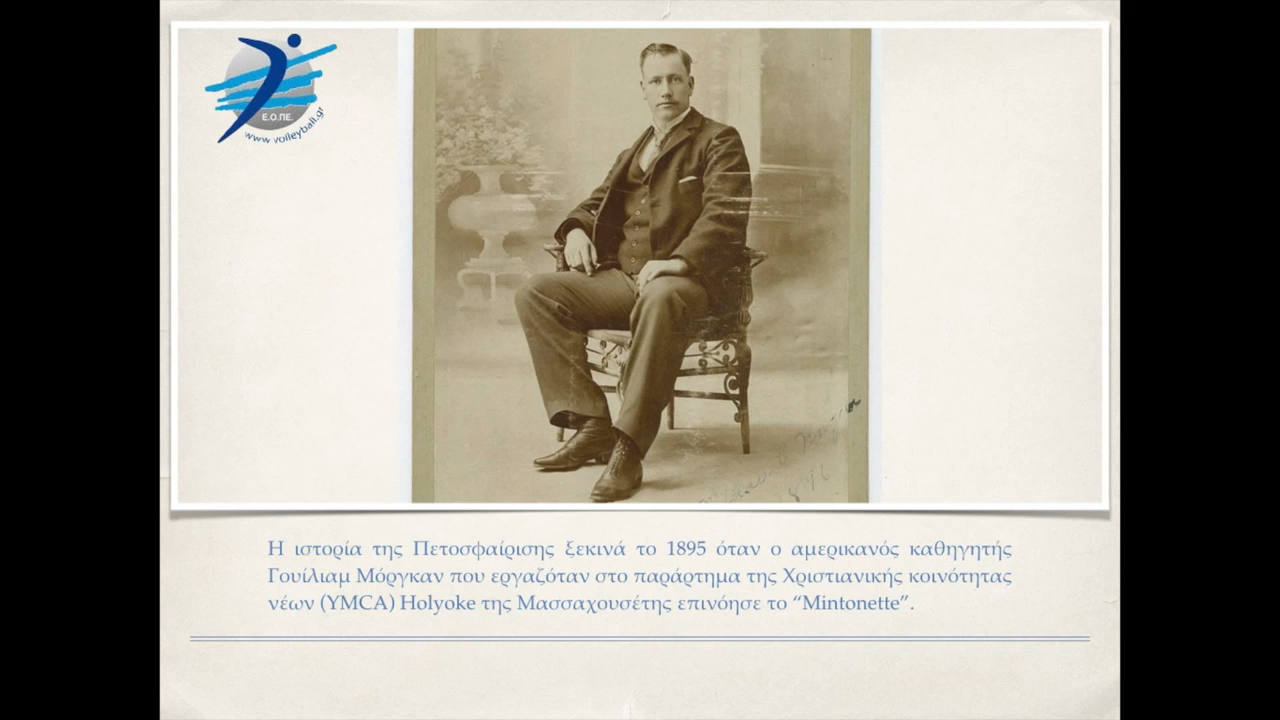 Ε.Ο.ΠΕ.
www.volleyball.gr
Η ιστορία της Πετοσφαίρισης ξεκινά το 1895 όταν ο αμερικανός καθηγητής
Γουίλιαμ Μόργκαν που εργαζόταν στο παράρτημα της Χριστιανικής κοινότητας
νέων (YMCA) Holyoke της Μασσαχουσέτης επινόησε το “Mintonette”.